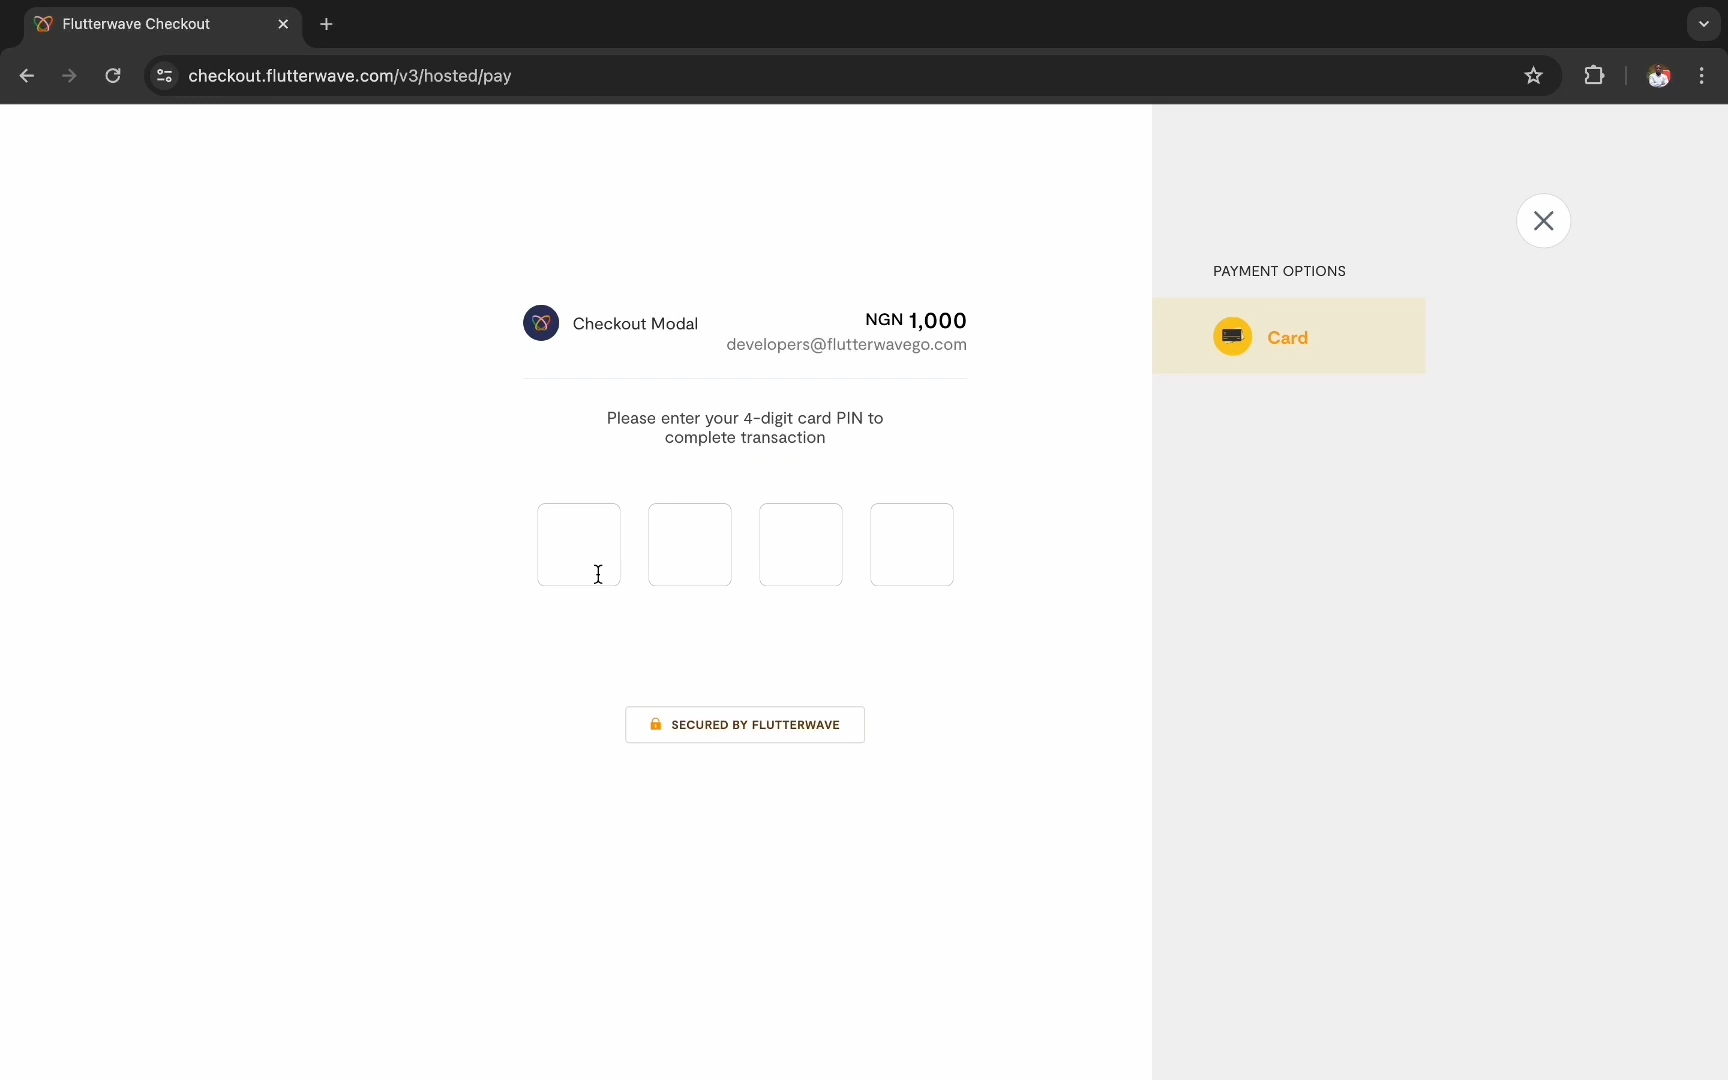 Flutterwave Checkout
checkout.flutterwave.com/v3/hosted/pay
Checkout Modal
NGN 1,000
developers@flutterwavego.com
Please enter your 4-digit card PIN to
complete transaction
SECURED BY FLUTTERWAVE
PAYMENT OPTIONS
Card